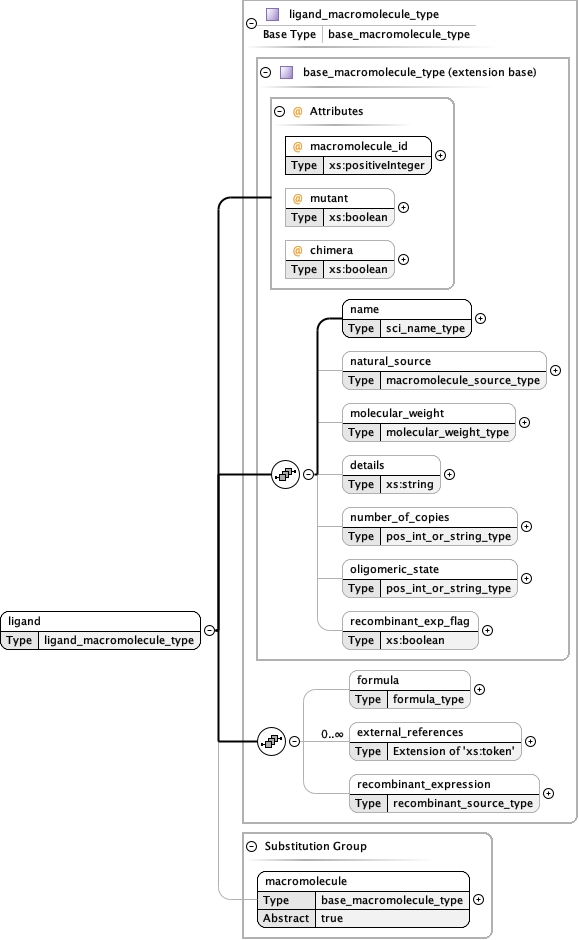 ligand_macromolecule_type
Base Type base_macromolecule_type
base_macromolecule_type (extension base)
@ Attributes
@ macromolecule_id
Type xs:positiveInteger
@ mutant
Type xs:boolean
@ chimera
Type xs:boolean
name
Type sci_name_type
natural_source
Type macromolecule_source_type
molecular_weight
Type molecular_weight_type
details
Type xs:string
number_of_copies
Type pos_int_or_string_type
oligomeric_state
Type pos_int_or_string_type
recombinant_exp_flag
Type xs:boolean
ligand
Type ligand_macromolecule_type
formula
Type formula_type
0..∞ external_references
Type Extension of 'xs:token'
recombinant_expression
Type recombinant_source_type
Substitution Group
macromolecule
Type base_macromolecule_type
Abstract true